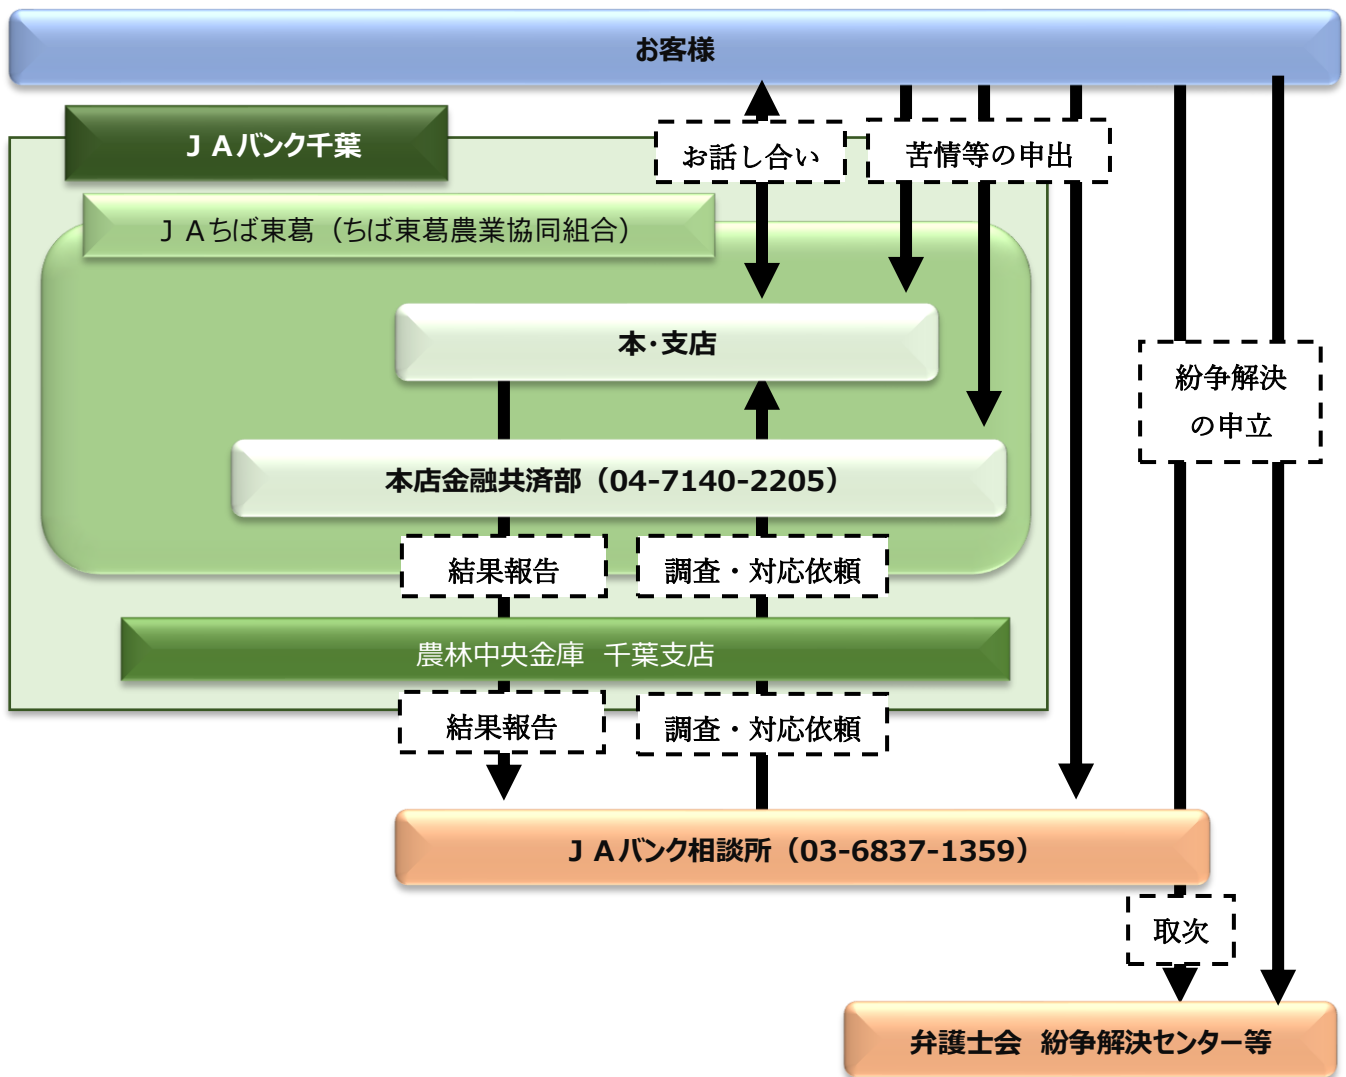 お客様
ＪＡバンク千葉
お話し合い
苦情等の申出
ＪＡちば東葛（ちば東葛農業協同組合）
本・支店
紛争解決
の申立
本店金融共済部（04-7140-2205）
結果報告
調査・対応依頼
農林中央金庫　千葉支店
結果報告
調査・対応依頼
ＪＡバンク相談所（03-6837-1359）
取次
弁護士会　紛争解決センター等